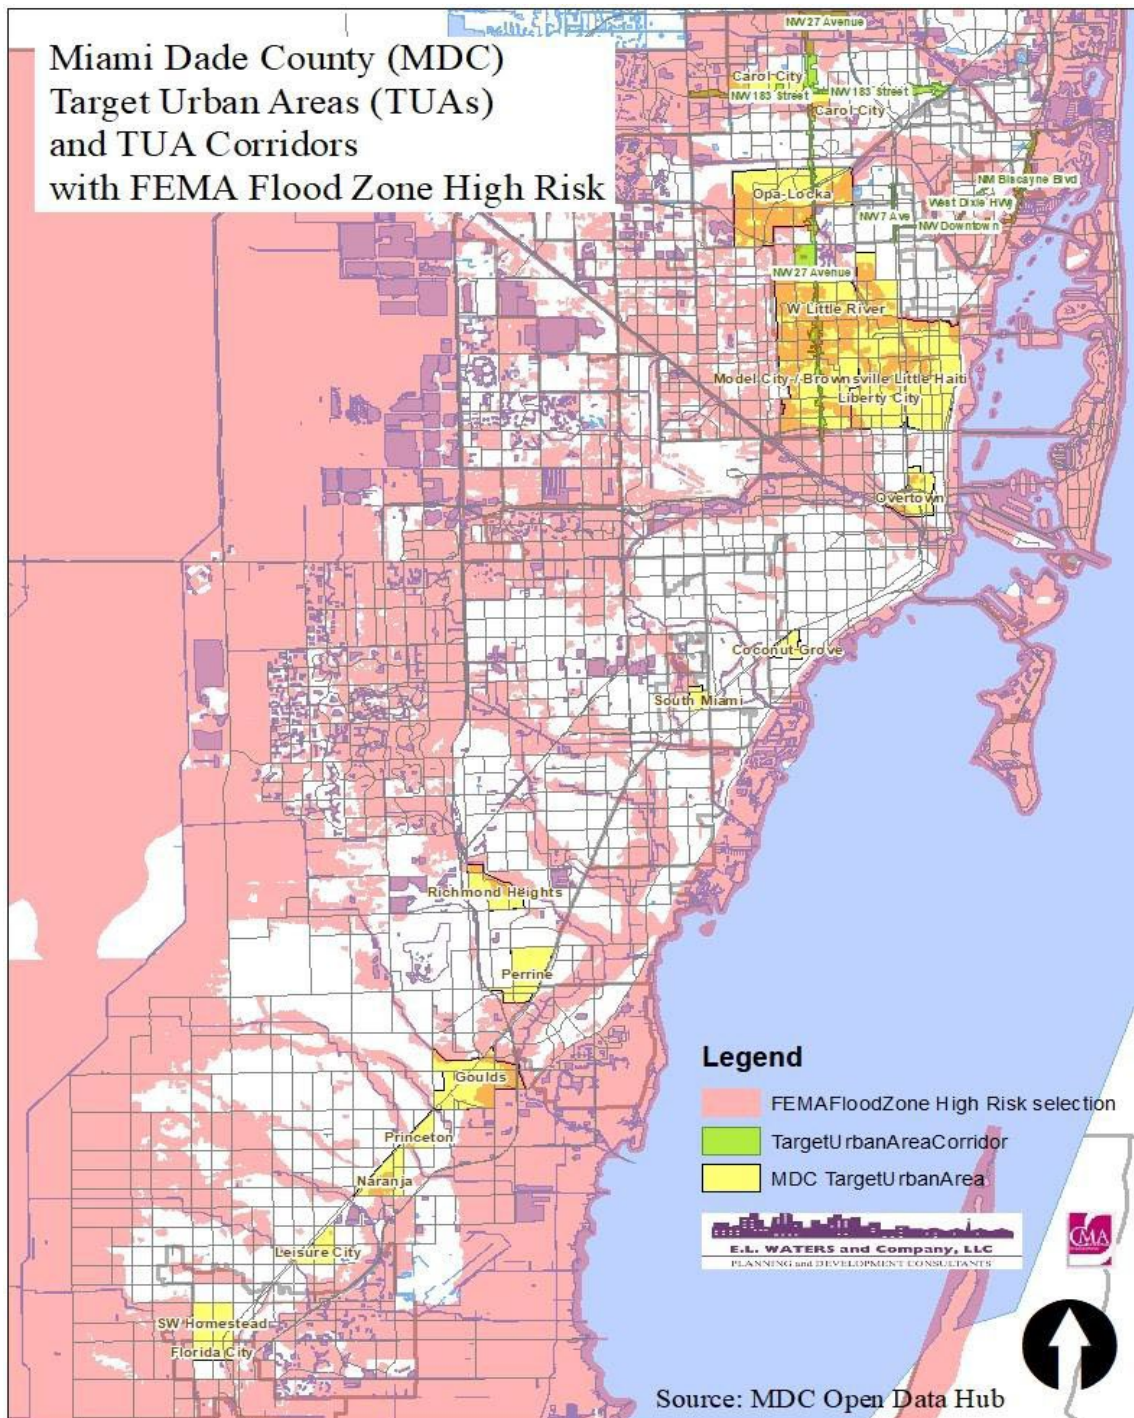 Miami Dade County (MDC)
Target Urban Areas (TUAs)
and TUA Corridors
with FEMA Flood Zone High Risk
NW 27 Avenue
Carol City
NW 183 Street
NW 183 Street
Carol City
Opa-Locka
NM Biscayne Blvd
West Dixie HWy
NW 7 Ave
NW Downtown
NW 27 Avenue
W Little River
Model City / Brownsville Little Haiti
Liberty City
Overtown
Coconut Grove
South Miami
Richmond Heights
Perrine
Goulds
Princeton
Naranja
Leisure City
SW Homestead
Florida City
Legend
FEMAFloodZone High Risk selection
TargetUrbanAreaCorridor
MDC TargetUrbanArea
E.L. WATERS and Company, LLC
PLANNING and DEVELOPMENT CONSULTANTS
CMA
Source: MDC Open Data Hub